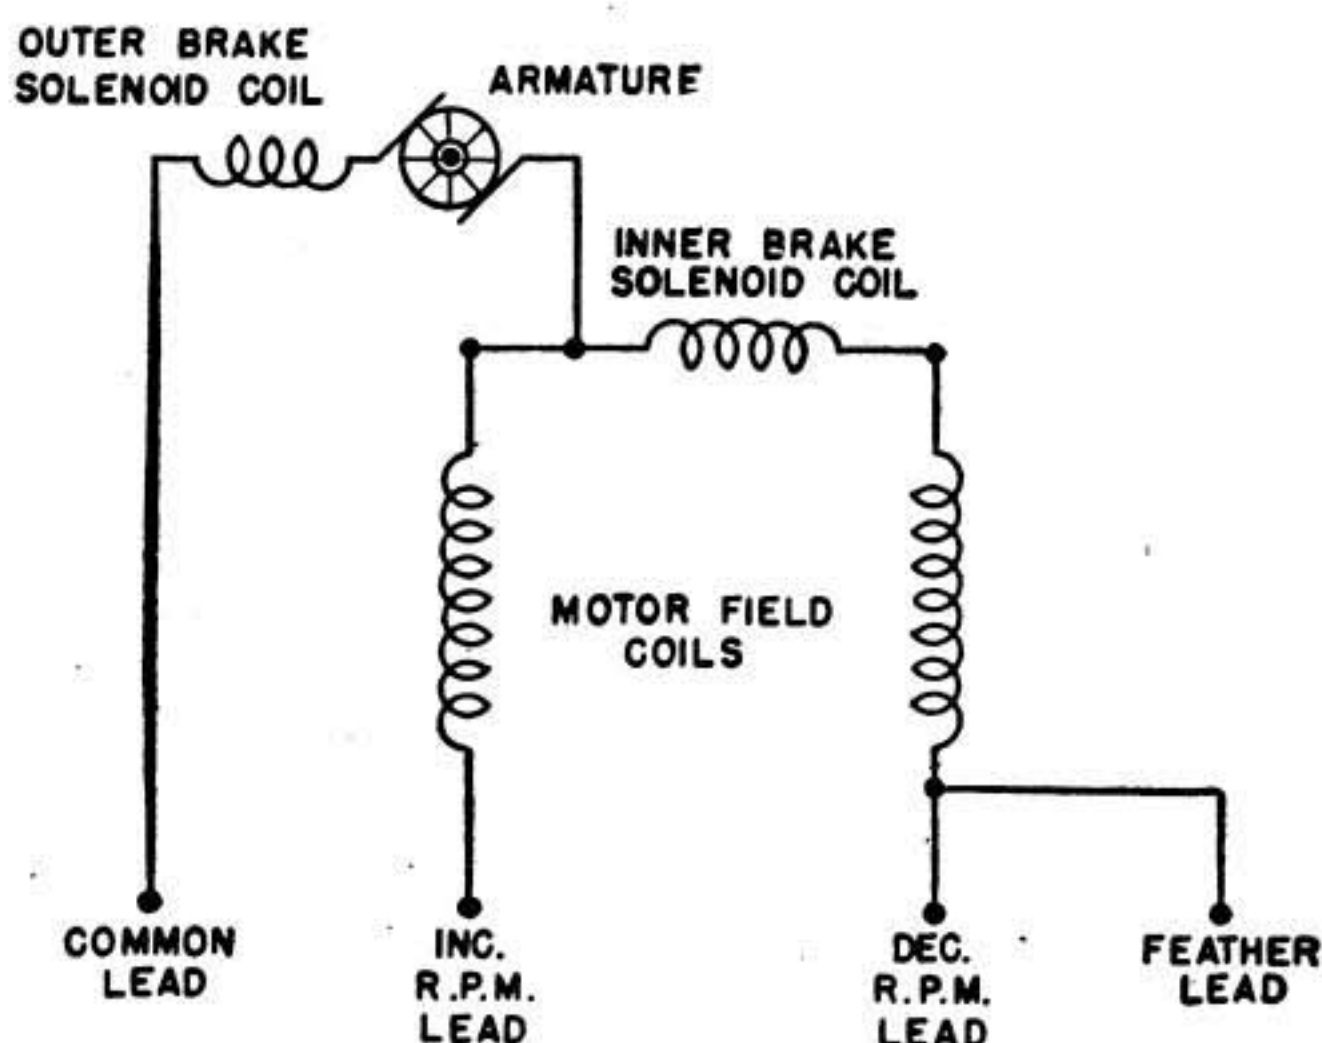 OUTER BRAKE
SOLENOID COIL
ARMATURE
INNER BRAKE
SOLENOID COIL
MOTOR FIELD
COILS
COMMON
LEAD
INC.
R.P.M.
LEAD
DEC.
R.P.M.
LEAD
FEATHER
LEAD